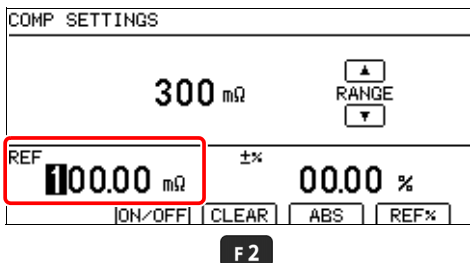 COMP SETTINGS
300 mΩ
▲
RANGE
▼
REF
100.00 mΩ
±%
00.00 %
ON/OFF CLEAR ABS REF%
F2